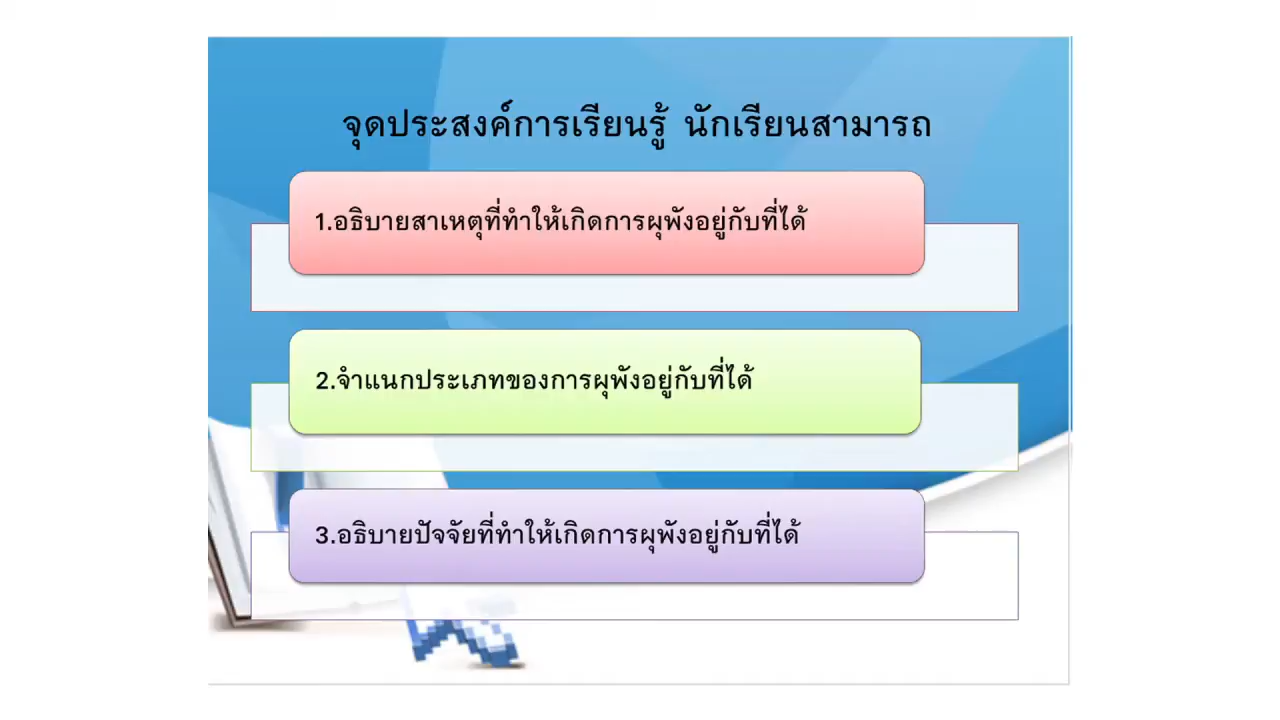 จุดประสงค์การเรียนรู้ นักเรียนสามารถ
1.อธิบายสาเหตุที่ทำให้เกิดการผุพังอยู่กับที่ได้
2.จำแนกประเภทของการผุพังอยู่กับที่ได้
3.อธิบายปัจจัยที่ทำให้เกิดการผุพังอยู่กับที่ได้